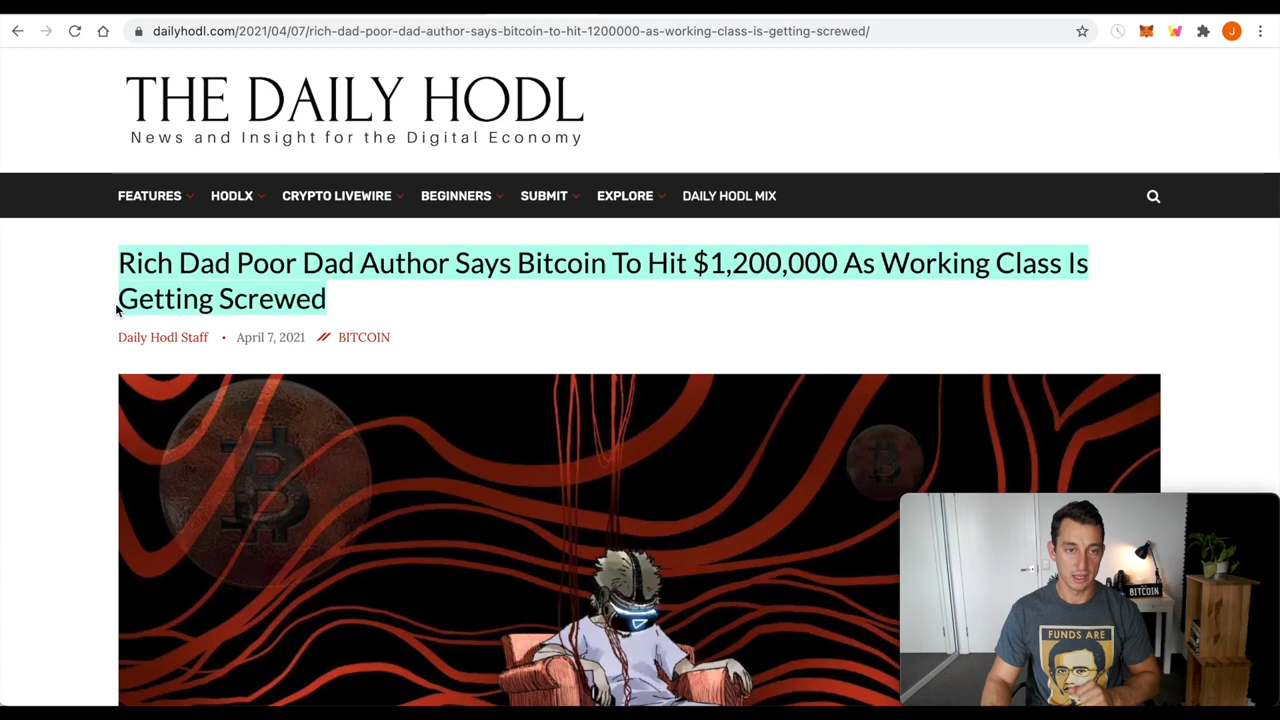 dailyhodl.com/2021/04/07/rich-dad-poor-dad-author-says-bitcoin-to-hit-1200000-as-working-class-is-getting-screwed/
J
THE DAILY HODL
News and Insight for the Digital Economy
FEATURES HODLX CRYPTO LIVEWIRE BEGINNERS SUBMIT EXPLORE DAILY HODL MIX
Rich Dad Poor Dad Author Says Bitcoin To Hit $1,200,000 As Working Class Is
Getting Screwed
Daily Hodl Staff • April 7, 2021 // BITCOIN
BITCOIN
FUNDS ARE